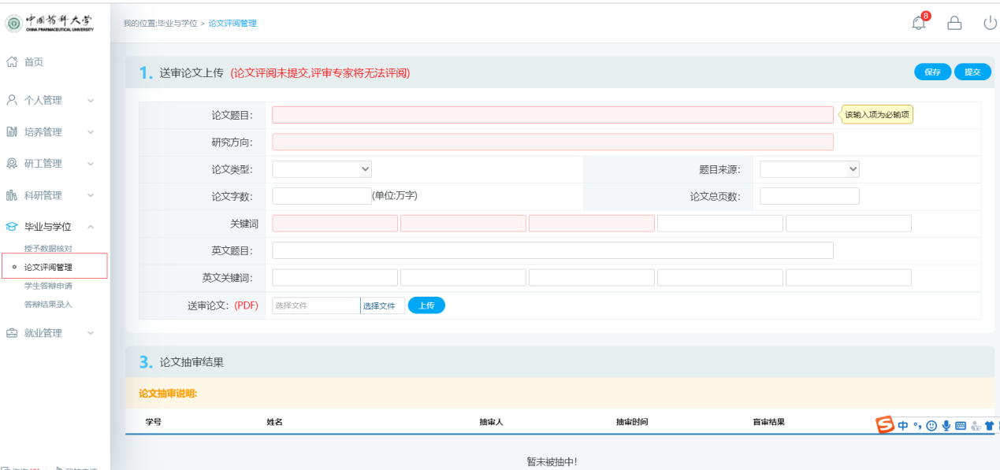 中国药科大学
CHINA PHARMACEUTICAL UNIVERSITY
我的位置:毕业与学位 > 论文评阅管理
8
首页
个人管理
培养管理
研工管理
科研管理
毕业与学位
授予数据核对
论文评阅管理
学生答辩申请
答辩结果录入
就业管理
1. 送审论文上传 (论文评阅未提交,评审专家将无法评阅)
保存 提交
论文题目: 该输入项为必输项
研究方向:
论文类型: 题目来源:
论文字数: (单位:万字) 论文总页数:
关键词
英文题目:
英文关键词:
送审论文: (PDF) 选择文件 选择文件 上传
3. 论文抽审结果
论文抽审说明:
学号 姓名 抽审人 抽审时间 盲审结果
中
暂未被抽中!